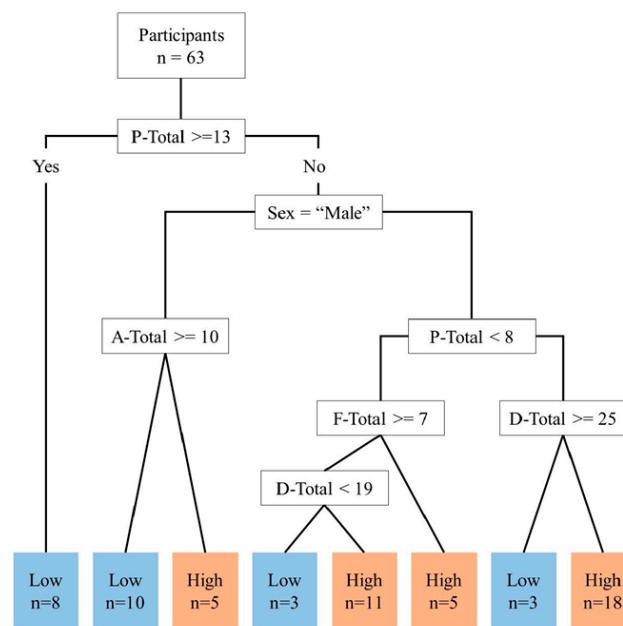 Participants
n = 63
P-Total >=13
Yes
No
Sex = “Male”
A-Total >= 10
P-Total < 8
F-Total >= 7
D-Total >= 25
D-Total < 19
Low
n=8
Low
n=10
High
n=5
Low
n=3
High
n=11
High
n=5
Low
n=3
High
n=18